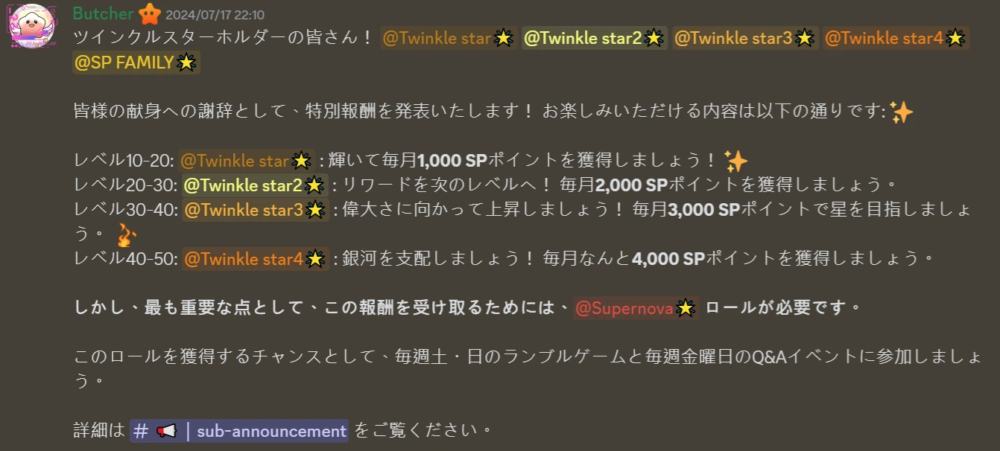 Butcher 2024/07/17 22:10
ツインクルスターホルダーの皆さん！ @Twinkle star🌟 @Twinkle star2🌟 @Twinkle star3🌟 @Twinkle star4🌟
@SP FAMILY🌟
皆様の献身への謝辞として、特別報酬を発表いたします！ お楽しみいただける内容は以下の通りです:✨
レベル10-20: @Twinkle star🌟 : 輝いて毎月1,000 SPポイントを獲得しましょう！ ✨
レベル20-30: @Twinkle star2🌟 : リワードを次のレベルへ！ 毎月2,000 SPポイントを獲得しましょう。
レベル30-40: @Twinkle star3🌟 : 偉大さに向かって上昇しましょう！ 毎月3,000 SPポイントで星を目指しましょ
う。
レベル40-50: @Twinkle star4🌟 : 銀河を支配しましょう！ 毎月なんと4,000 SPポイントを獲得しましょう。
しかし、最も重要な点として、この報酬を受け取るためには、 @Supernova🌟 ロールが必要です。
このロールを獲得するチャンスとして、毎週土・日のランブルゲームと毎週金曜日のQ&Aイベントに参加しましょ
う。
詳細は # 📢 | sub-announcement をご覧ください。